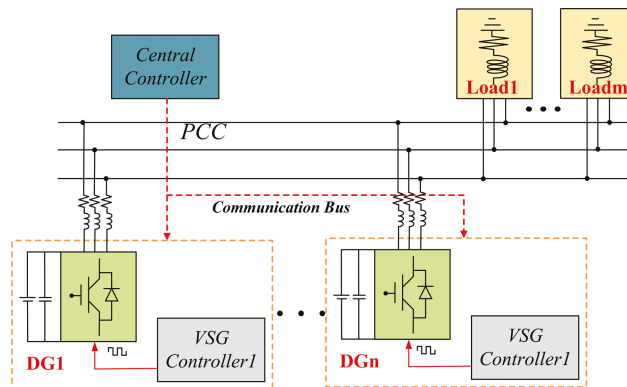 Central
Controller
Load1
Loadm
PCC
Communication Bus
VSG
Controller1
DG1
VSG
Controller1
DGn